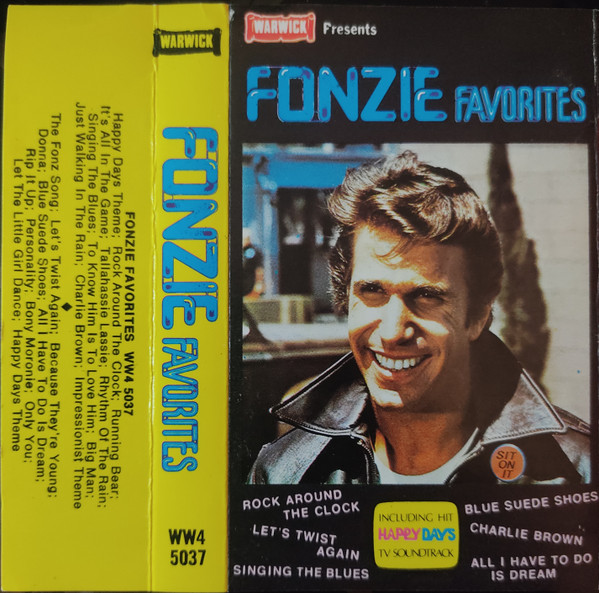 WARWICK
FONZIE FAVORITES
WW4
5037
FONZIE FAVORITES WW4 5037
Happy Days Theme; Rock Around The Clock; Running Bear;
It's All In The Game; Tallahassie Lassie; Rhythm Of The Rain;
Singing The Blues; To Know Him Is To Love Him; Big Man;
Just Walking In The Rain; Charlie Brown; Impressionist Theme
♦
The Fonz Song; Let's Twist Again; Because They're Young;
Donna; Blue Sueds Shoes; All I Have To Do Is Dream;
Rip It Up; Personality; Bony Moronie; Only You;
Let The Little Girl Dance; Happy Days Theme
WARWICK Presents
FONZIE FAVORITES
SIT
ON
IT
ROCK AROUND
THE CLOCK
LET'S TWIST
AGAIN
SINGING THE BLUES
INCLUDING HIT
HAPPY DAYS
TV SOUNDTRACK
BLUE SUEDE SHOES
CHARLIE BROWN
ALL I HAVE TO DO
IS DREAM